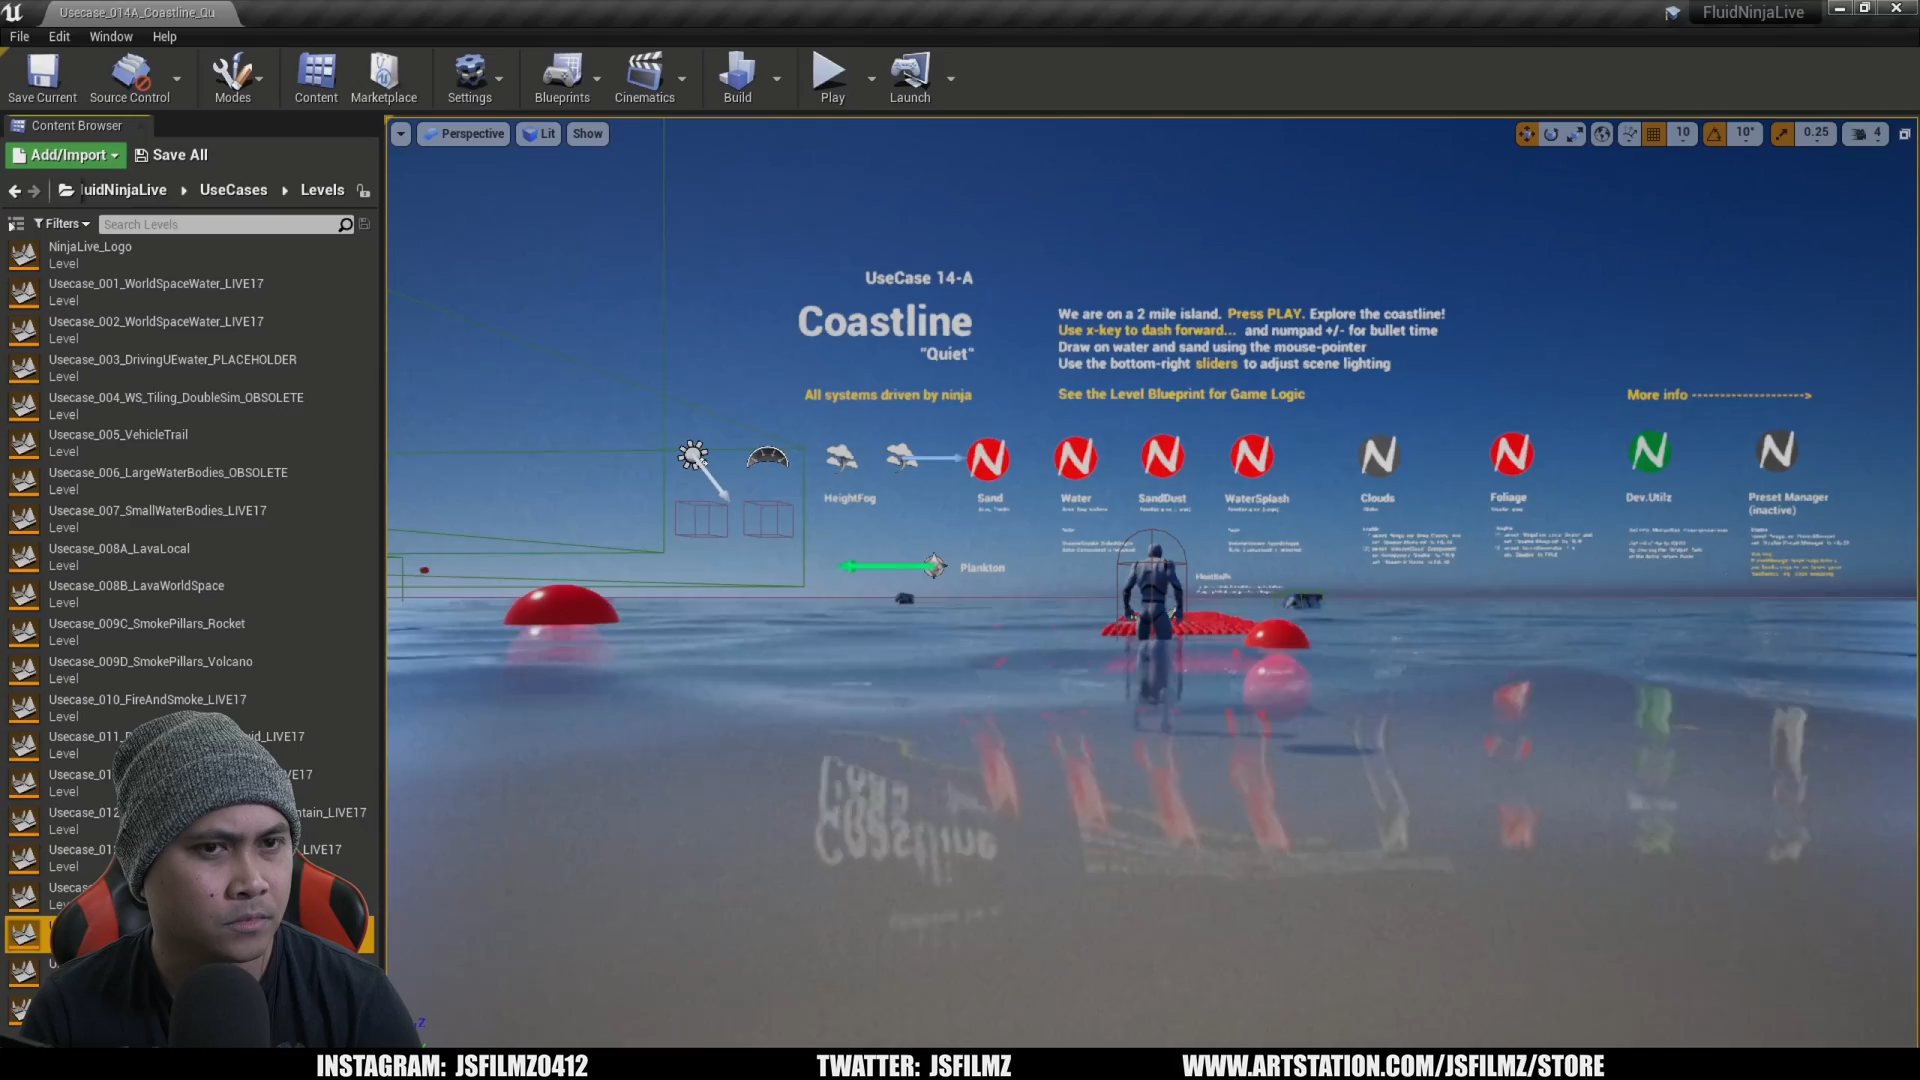 Usecase_014A_Coastline_Qu
FluidNinjaLive
File Edit Window Help
Save Current
Source Control
Modes
Content
Marketplace
Settings
Blueprints
Cinematics
Build
Play
Launch
Content Browser
Add/Import
Save All
luidNinjaLive
UseCases
Levels
Filters
Search Levels
NinjaLive_Logo
Level
Usecase_001_WorldSpaceWater_LIVE17
Level
Usecase_002_WorldSpaceWater_LIVE17
Level
Usecase_003_DrivingUEwater_PLACEHOLDER
Level
Usecase_004_WS_Tiling_DoubleSim_OBSOLETE
Level
Usecase_005_VehicleTrail
Level
Usecase_006_LargeWaterBodies_OBSOLETE
Level
Usecase_007_SmallWaterBodies_LIVE17
Level
Usecase_008A_LavaLocal
Level
Usecase_008B_LavaWorldSpace
Level
Usecase_009C_SmokePillars_Rocket
Level
Usecase_009D_SmokePillars_Volcano
Level
Usecase_010_FireAndSmoke_LIVE17
Level
Level
Level
Level
Level
Perspective
Lit
Show
10
10°
0.25
4
UseCase 14-A
Coastline
"Quiet"
All systems driven by ninja
We are on a 2 mile island. Press PLAY. Explore the coastline!
Use x-key to dash forward... and numpad +/- for bullet time
Draw on water and sand using the mouse-pointer
Use the bottom-right sliders to adjust scene lighting
See the Level Blueprint for Game Logic
More info ------------------->
HeightFog
Sand
Water
SandDust
WaterSplash
Clouds
Foliage
Dev.Utilz
Preset Manager
(inactive)
Plankton
INSTAGRAM: JSFILMZ0412
TWATTER: JSFILMZ
WWW.ARTSTATION.COM/JSFILMZ/STORE